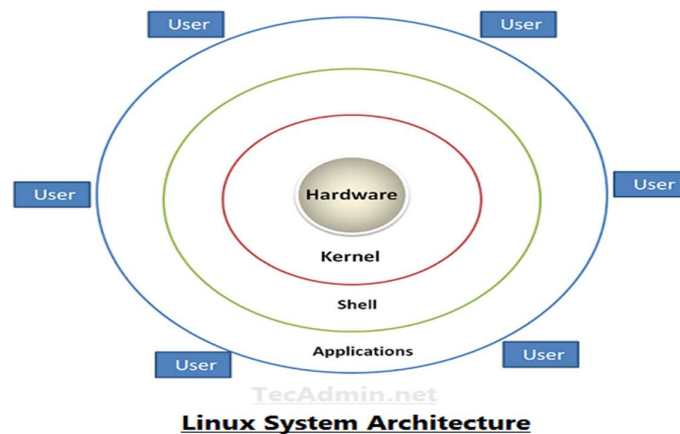 User
User
User
User
Hardware
Kernel
Shell
Applications
User
User
TecAdmin.net
Linux System Architecture